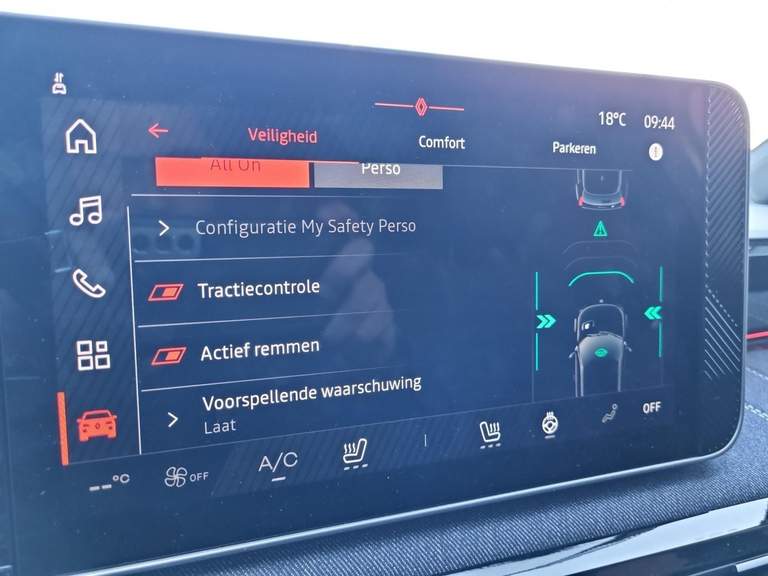 18°C 09:44
Veiligheid Comfort Parkeren
All On Perso
Configuratie My Safety Perso
Tractiecontrole
Actief remmen
Voorspellende waarschuwing
Laat
--°C OFF A/C OFF